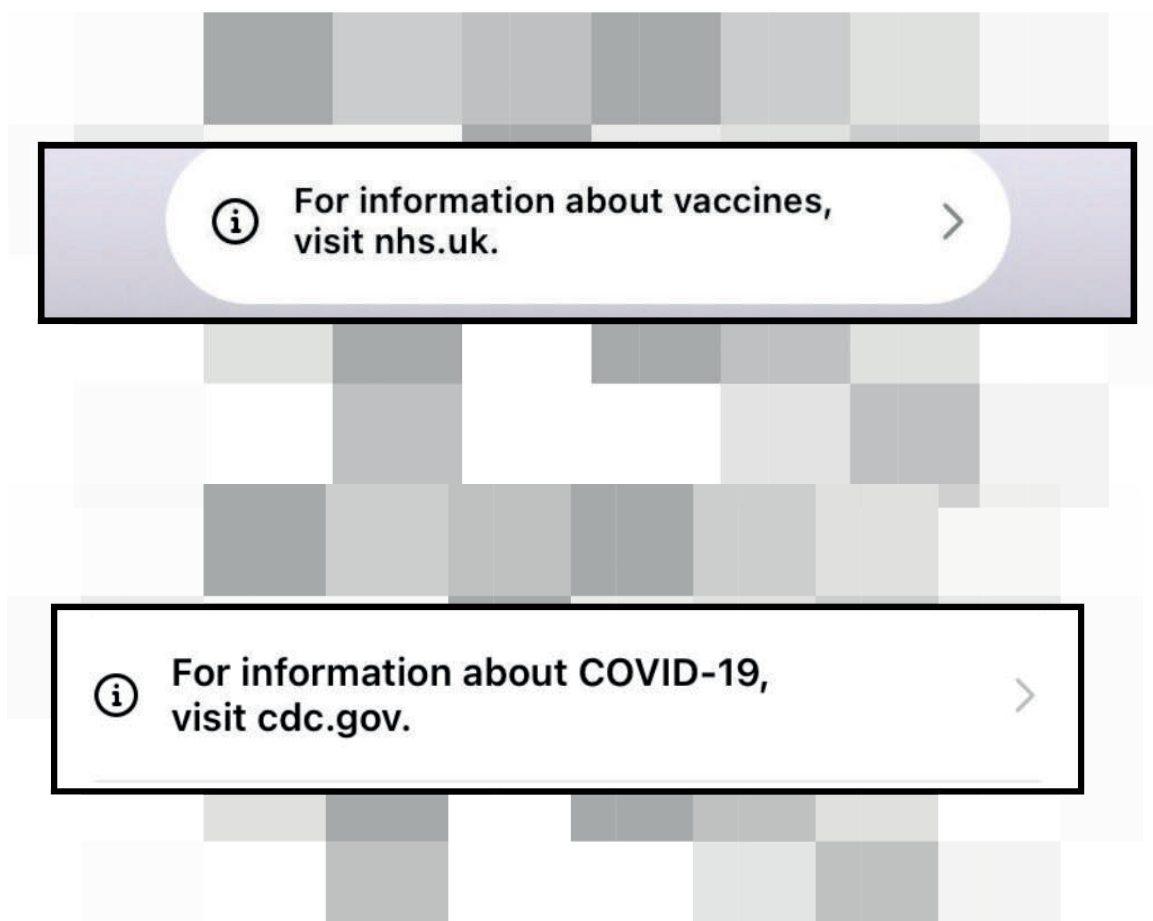 For information about vaccines,
visit nhs.uk.
For information about COVID-19,
visit cdc.gov.